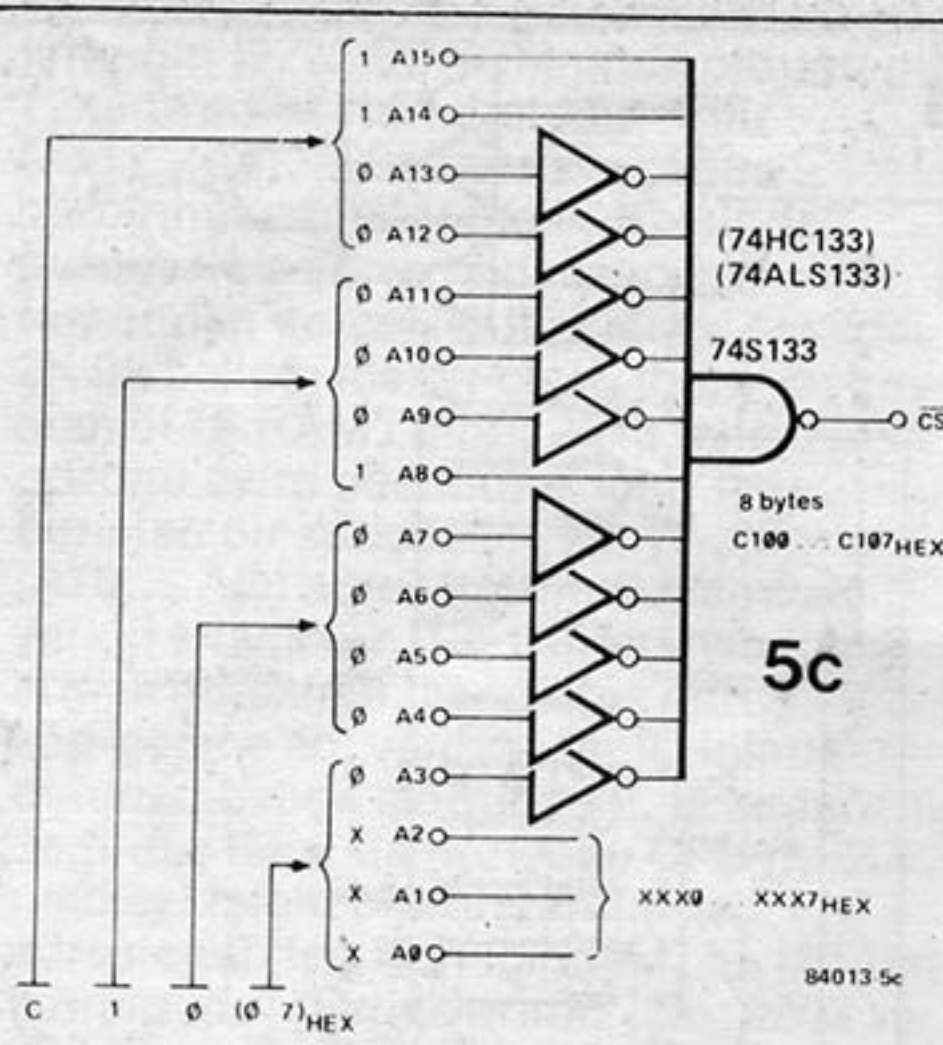 1 A15
1 A14
Ø A13
Ø A12
(74HC133)
(74ALS133)
Ø A11
Ø A10
74S133
Ø A9
CS
1 A8
8 bytes
Ø A7
C100 ... C107HEX
Ø A6
Ø A5
5c
Ø A4
Ø A3
X A2
X A1
XXX0 ... XXX7HEX
X A0
84013-5c
C 1 Ø (Ø 7)HEX